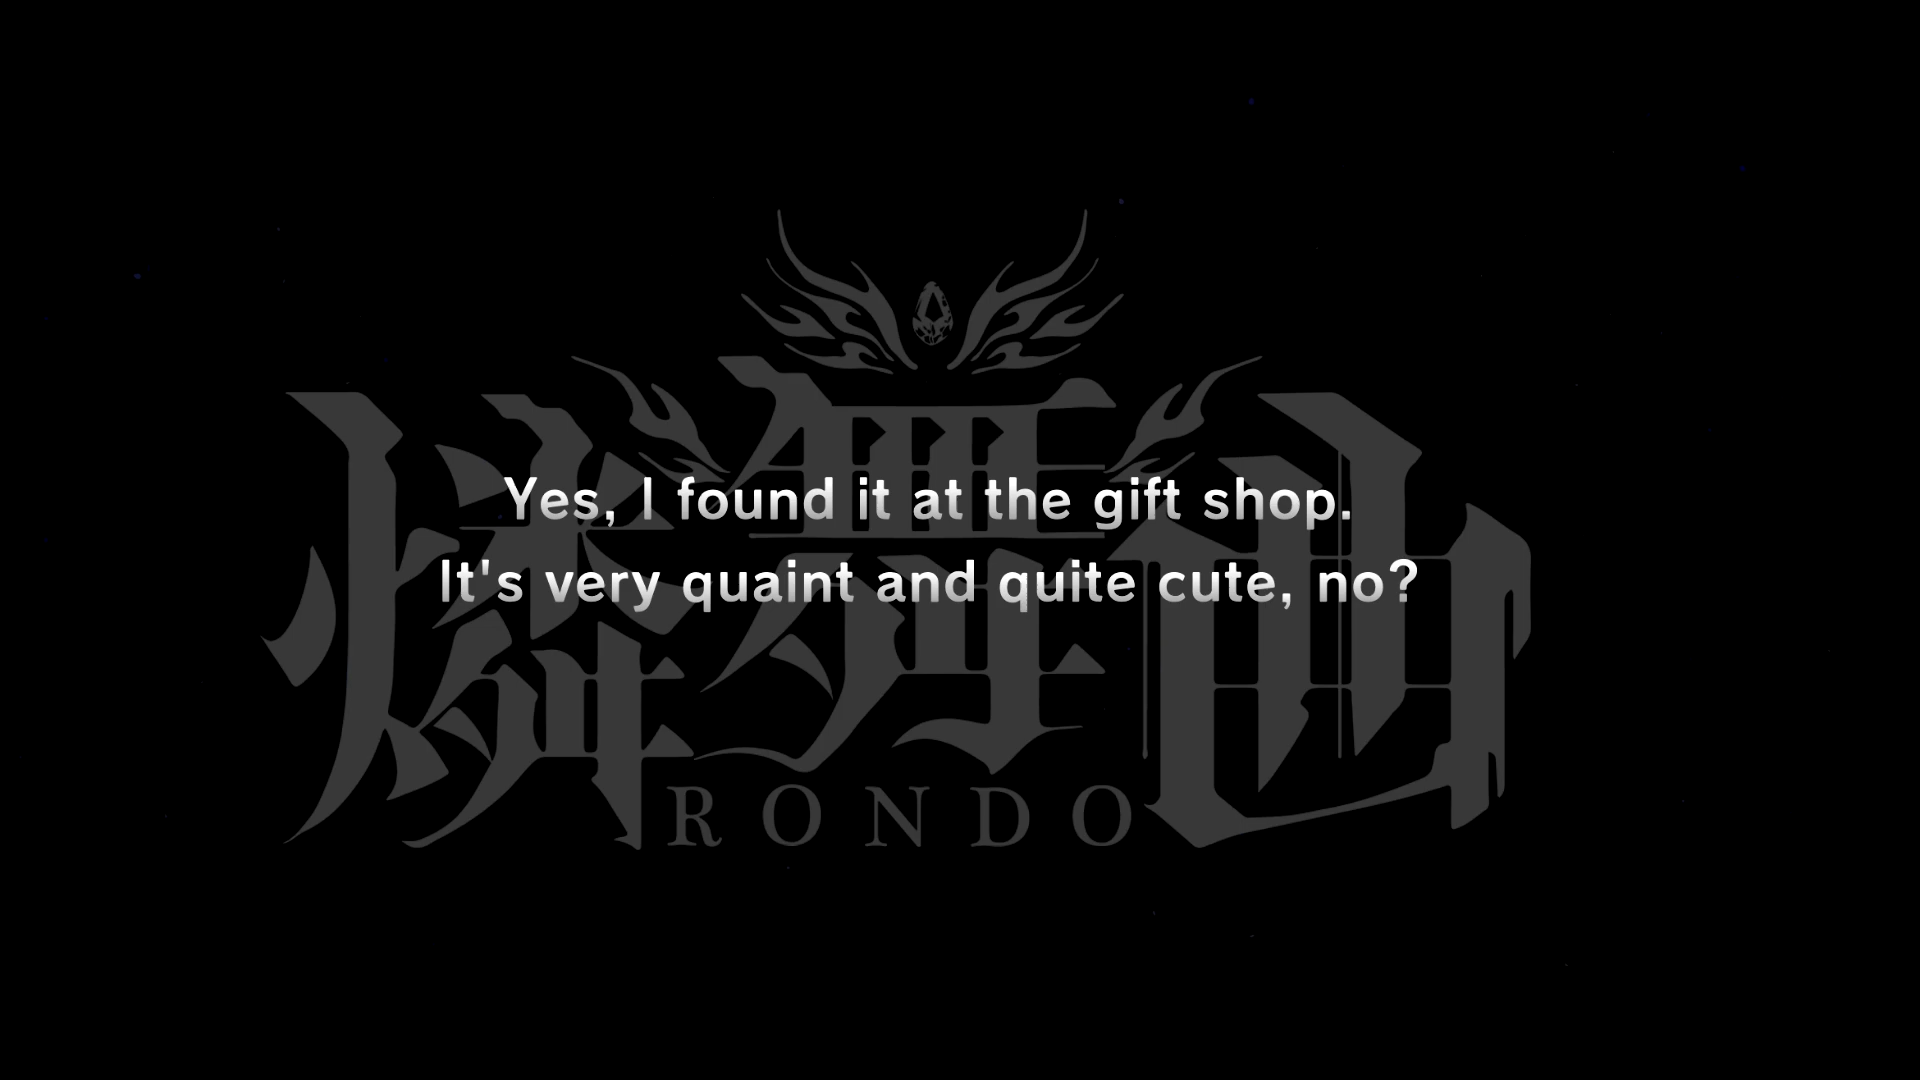 Yes, I found it at the gift shop.
It's very quaint and quite cute, no?
燐舞曲
RONDO